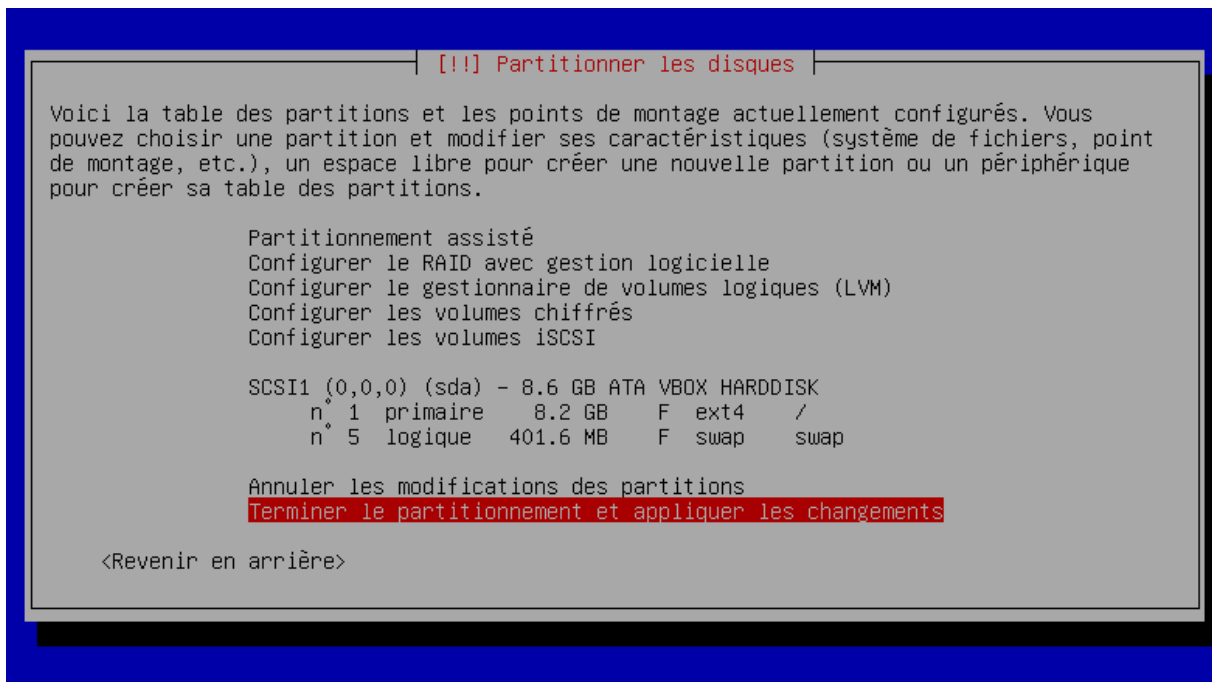 [!!] Partitionner les disques
Voici la table des partitions et les points de montage actuellement configurés. Vous
pouvez choisir une partition et modifier ses caractéristiques (système de fichiers, point
de montage, etc.), un espace libre pour créer une nouvelle partition ou un périphérique
pour créer sa table des partitions.
Partitionnement assisté
Configurer le RAID avec gestion logicielle
Configurer le gestionnaire de volumes logiques (LVM)
Configurer les volumes chiffrés
Configurer les volumes iSCSI
SCSI1 (0,0,0) (sda) - 8.6 GB ATA VBOX HARDDISK
n° 1 primaire 8.2 GB F ext4 /
n° 5 logique 401.6 MB F swap swap
Annuler les modifications des partitions
Terminer le partitionnement et appliquer les changements
<Revenir en arrière>